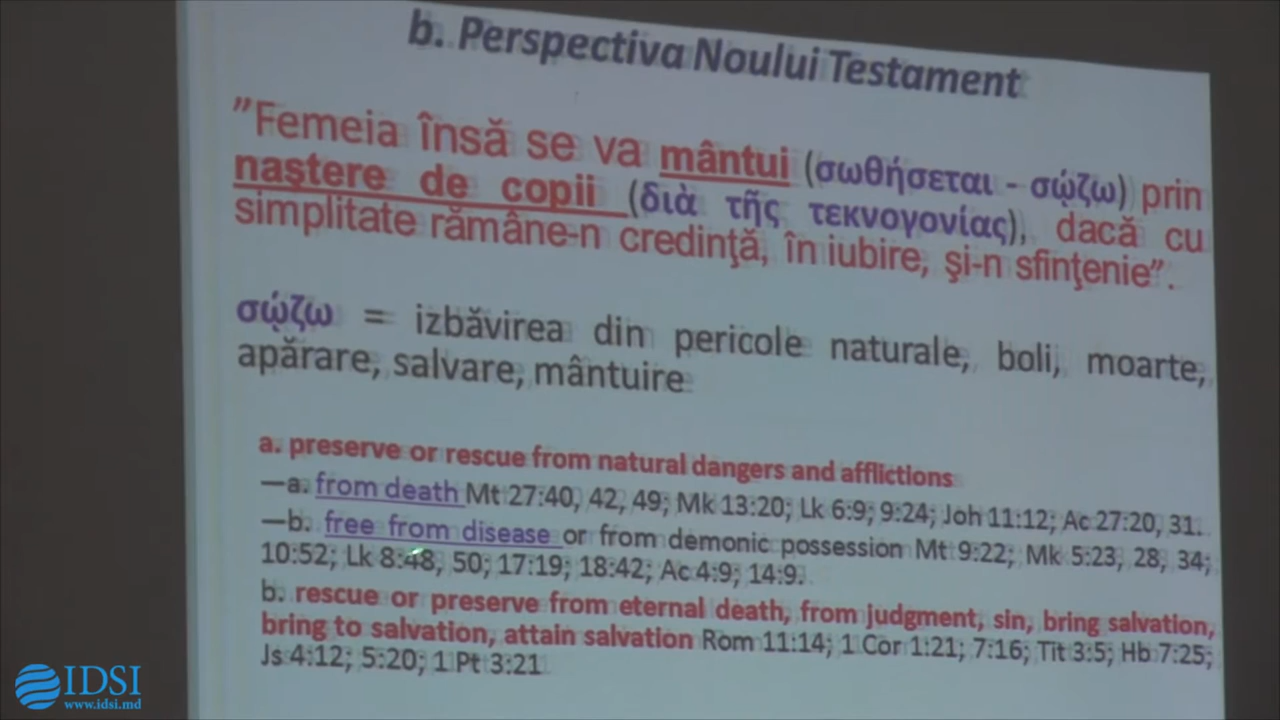 b. Perspectiva Noului Testament
”Femeia însă se va mântui (σωθήσεται - σῴζω) prin
naştere de copii (διὰ τῆς τεκνογονίας), dacă cu
simplitate rămâne-n credinţă, în iubire, şi-n sfinţenie”.
σῴζω = izbăvirea din pericole naturale, boli, moarte,
apărare, salvare, mântuire
a. preserve or rescue from natural dangers and afflictions
—a. from death Mt 27:40, 42, 49; Mk 13:20; Lk 6:9; 9:24; Joh 11:12; Ac 27:20, 31.
—b. free from disease or from demonic possession Mt 9:22; Mk 5:23, 28, 34;
10:52; Lk 8:48, 50; 17:19; 18:42; Ac 4:9; 14:9.
b. rescue or preserve from eternal death, from judgment, sin, bring salvation,
bring to salvation, attain salvation Rom 11:14; 1 Cor 1:21; 7:16; Tit 3:5; Hb 7:25;
Js 4:12; 5:20; 1 Pt 3:21
IDSI
www.idsi.md